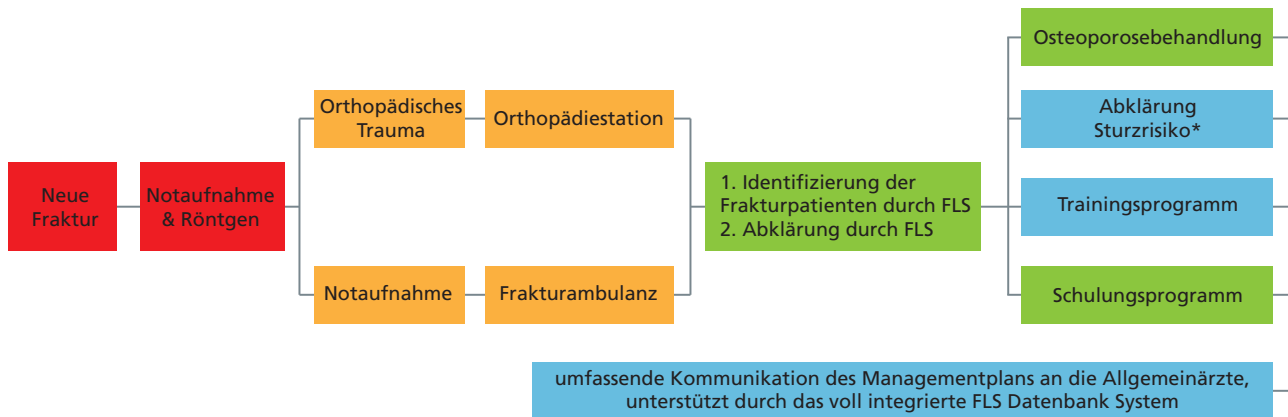 Neue
Fraktur
Notaufnahme
& Röntgen
Orthopädisches
Trauma
Orthopädiestation
Notaufnahme
Frakturambulanz
1. Identifizierung der
Frakturpatienten durch FLS
2. Abklärung durch FLS
Osteoporosebehandlung
Abklärung
Sturzrisiko*
Trainingsprogramm
Schulungsprogramm
umfassende Kommunikation des Managementplans an die Allgemeinärzte,
unterstützt durch das voll integrierte FLS Datenbank System